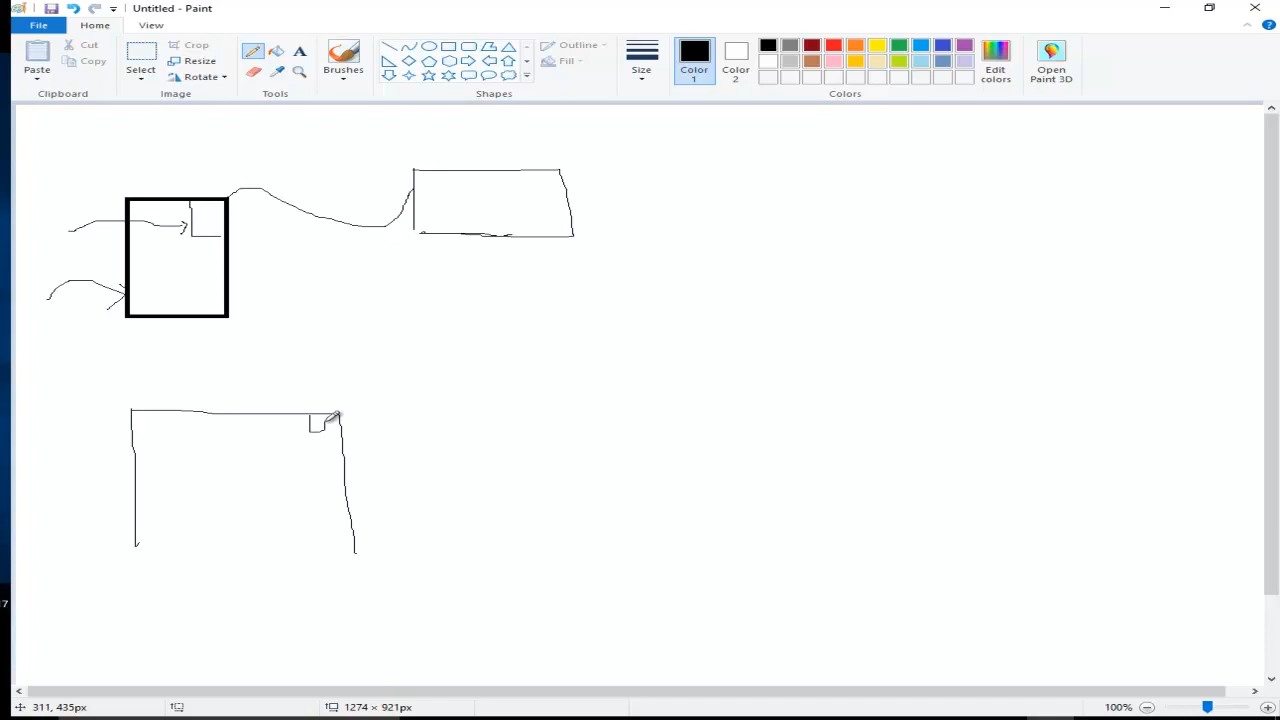 Untitled - Paint
File Home View
Paste
Cut
Copy
Clipboard
Select
Crop
Resize
Rotate
Image
A
Tools
Brushes
Outline
Fill
Shapes
Size
Color
1
Color
2
Edit
colors
Colors
Open
Paint 3D
?
17
311, 435px
1274 × 921px
100%